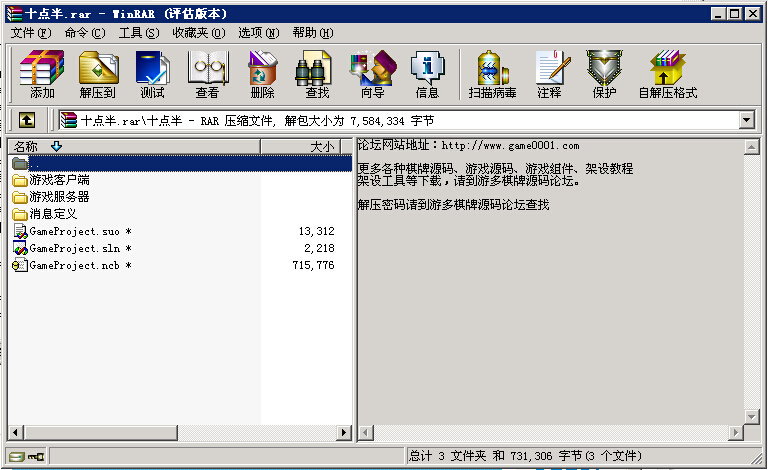 十点半.rar - WinRAR (评估版本)
文件(F) 命令(C) 工具(S) 收藏夹(O) 选项(N) 帮助(H)
添加 解压到 测试 查看 删除 查找 向导 信息 扫描病毒 注释 保护 自解压格式
十点半.rar\十点半 - RAR 压缩文件, 解包大小为 7,584,334 字节
名称 大小
..
游戏客户端
游戏服务器
消息定义
GameProject.suo * 13,312
GameProject.sln * 2,218
GameProject.ncb * 715,776
论坛网站地址：http://www.game0001.com
更多各种棋牌源码、游戏源码、游戏组件、架设教程
架设工具等下载，请到游多棋牌源码论坛。
解压密码请到游多棋牌源码论坛查找
总计 3 文件夹 和 731,306 字节(3 个文件)